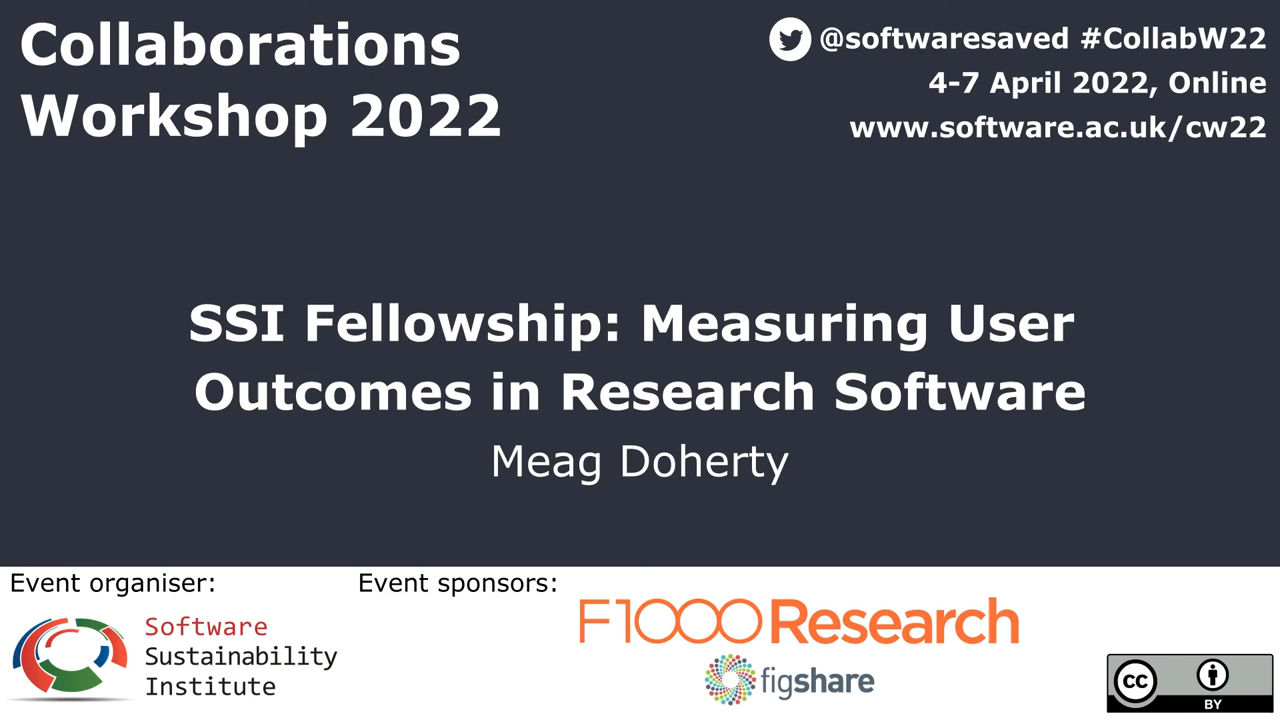 Collaborations
Workshop 2022
@softwaresaved #CollabW22
4-7 April 2022, Online
www.software.ac.uk/cw22
SSI Fellowship: Measuring User
Outcomes in Research Software
Meag Doherty
Event organiser:
Software
Sustainability
Institute
Event sponsors:
F1000Research
figshare
cc
BY